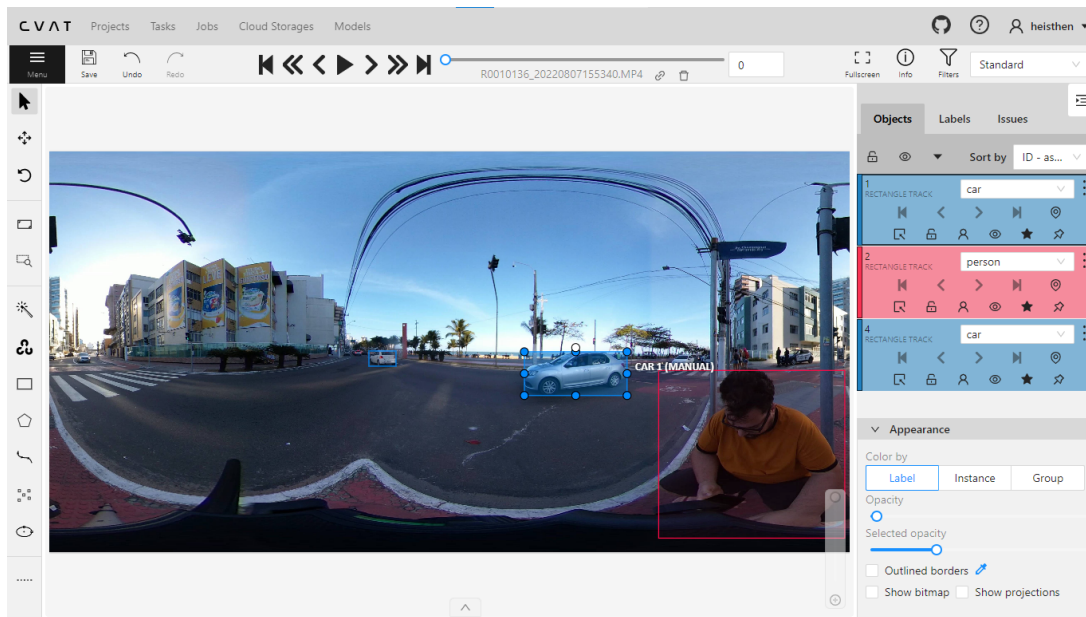 CVAT Projects Tasks Jobs Cloud Storages Models heisthen
Menu Save Undo Redo R0010136_20220807155340.MP4 0 Fullscreen Info Filters Standard
Objects Labels Issues
Sort by ID - as...
1 car
RECTANGLE TRACK
2 person
RECTANGLE TRACK
4 car
RECTANGLE TRACK
CAR 1 (MANUAL)
Appearance
Color by
Label Instance Group
Opacity
Selected opacity
Outlined borders
Show bitmap Show projections